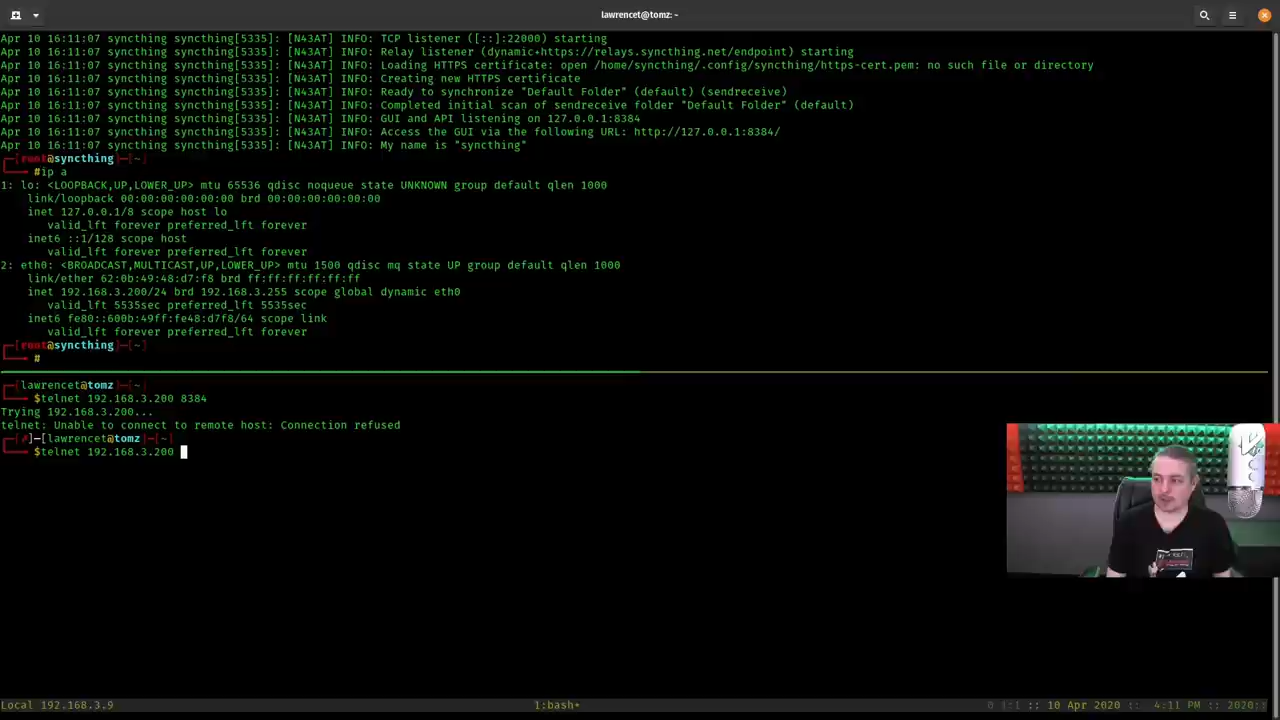 lawrencet@tomz: ~
Apr 10 16:11:07 syncthing syncthing[5335]: [N43AT] INFO: TCP listener ([::]:22000) starting
Apr 10 16:11:07 syncthing syncthing[5335]: [N43AT] INFO: Relay listener (dynamic+https://relays.syncthing.net/endpoint) starting
Apr 10 16:11:07 syncthing syncthing[5335]: [N43AT] INFO: Loading HTTPS certificate: open /home/syncthing/.config/syncthing/https-cert.pem: no such file or directory
Apr 10 16:11:07 syncthing syncthing[5335]: [N43AT] INFO: Creating new HTTPS certificate
Apr 10 16:11:07 syncthing syncthing[5335]: [N43AT] INFO: Ready to synchronize "Default Folder" (default) (sendreceive)
Apr 10 16:11:07 syncthing syncthing[5335]: [N43AT] INFO: Completed initial scan of sendreceive folder "Default Folder" (default)
Apr 10 16:11:07 syncthing syncthing[5335]: [N43AT] INFO: GUI and API listening on 127.0.0.1:8384
Apr 10 16:11:07 syncthing syncthing[5335]: [N43AT] INFO: Access the GUI via the following URL: http://127.0.0.1:8384/
Apr 10 16:11:07 syncthing syncthing[5335]: [N43AT] INFO: My name is "syncthing"
[root@syncthing]─[~]
#ip a
1: lo: <LOOPBACK,UP,LOWER_UP> mtu 65536 qdisc noqueue state UNKNOWN group default qlen 1000
link/loopback 00:00:00:00:00:00 brd 00:00:00:00:00:00
inet 127.0.0.1/8 scope host lo
valid_lft forever preferred_lft forever
inet6 ::1/128 scope host
valid_lft forever preferred_lft forever
2: eth0: <BROADCAST,MULTICAST,UP,LOWER_UP> mtu 1500 qdisc mq state UP group default qlen 1000
link/ether 62:0b:49:48:d7:f8 brd ff:ff:ff:ff:ff:ff
inet 192.168.3.200/24 brd 192.168.3.255 scope global dynamic eth0
valid_lft 5535sec preferred_lft 5535sec
inet6 fe80::600b:49ff:fe48:d7f8/64 scope link
valid_lft forever preferred_lft forever
[root@syncthing]─[~]
#
[lawrencet@tomz]─[~]
$telnet 192.168.3.200 8384
Trying 192.168.3.200...
telnet: Unable to connect to remote host: Connection refused
[✗]─[lawrencet@tomz]─[~]
$telnet 192.168.3.200
Local 192.168.3.9 1:bash* :: 10 Apr 2020 :: 4:11 PM :: 2020::